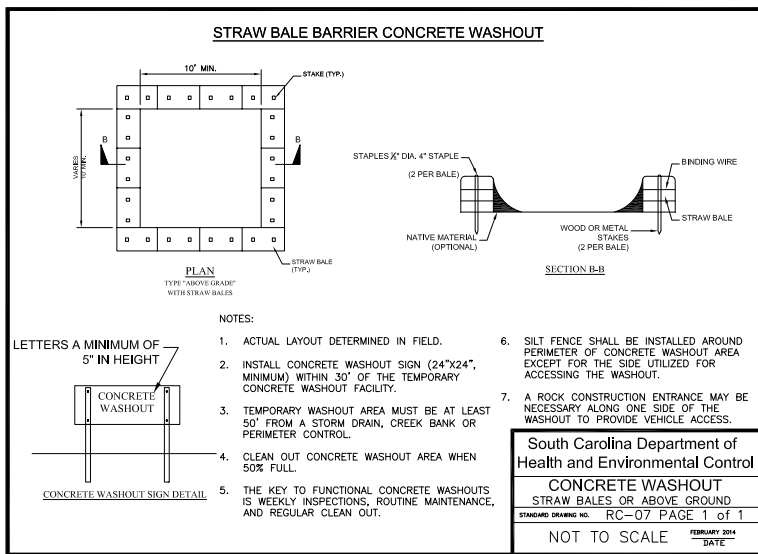 STRAW BALE BARRIER CONCRETE WASHOUT
10' MIN.
STAKE (TYP.)
B
B
VARIES
10' MIN.
STRAW BALE
(TYP.)
PLAN
TYPE "ABOVE GRADE"
WITH STRAW BALES
STAPLES ⅛" DIA. 4" STAPLE
(2 PER BALE)
BINDING WIRE
STRAW BALE
NATIVE MATERIAL
(OPTIONAL)
WOOD OR METAL
STAKES
(2 PER BALE)
SECTION B-B
LETTERS A MINIMUM OF
5" IN HEIGHT
CONCRETE
WASHOUT
CONCRETE WASHOUT SIGN DETAIL
NOTES:
1. ACTUAL LAYOUT DETERMINED IN FIELD.
2. INSTALL CONCRETE WASHOUT SIGN (24"X24",
MINIMUM) WITHIN 30' OF THE TEMPORARY
CONCRETE WASHOUT FACILITY.
3. TEMPORARY WASHOUT AREA MUST BE AT LEAST
50' FROM A STORM DRAIN, CREEK BANK OR
PERIMETER CONTROL.
4. CLEAN OUT CONCRETE WASHOUT AREA WHEN
50% FULL.
5. THE KEY TO FUNCTIONAL CONCRETE WASHOUTS
IS WEEKLY INSPECTIONS, ROUTINE MAINTENANCE,
AND REGULAR CLEAN OUT.
6. SILT FENCE SHALL BE INSTALLED AROUND
PERIMETER OF CONCRETE WASHOUT AREA
EXCEPT FOR THE SIDE UTILIZED FOR
ACCESSING THE WASHOUT.
7. A ROCK CONSTRUCTION ENTRANCE MAY BE
NECESSARY ALONG ONE SIDE OF THE
WASHOUT TO PROVIDE VEHICLE ACCESS.
South Carolina Department of
Health and Environmental Control
CONCRETE WASHOUT
STRAW BALES OR ABOVE GROUND
STANDARD DRAWING NO. RC-07 PAGE 1 of 1
NOT TO SCALE FEBRUARY 2014
DATE